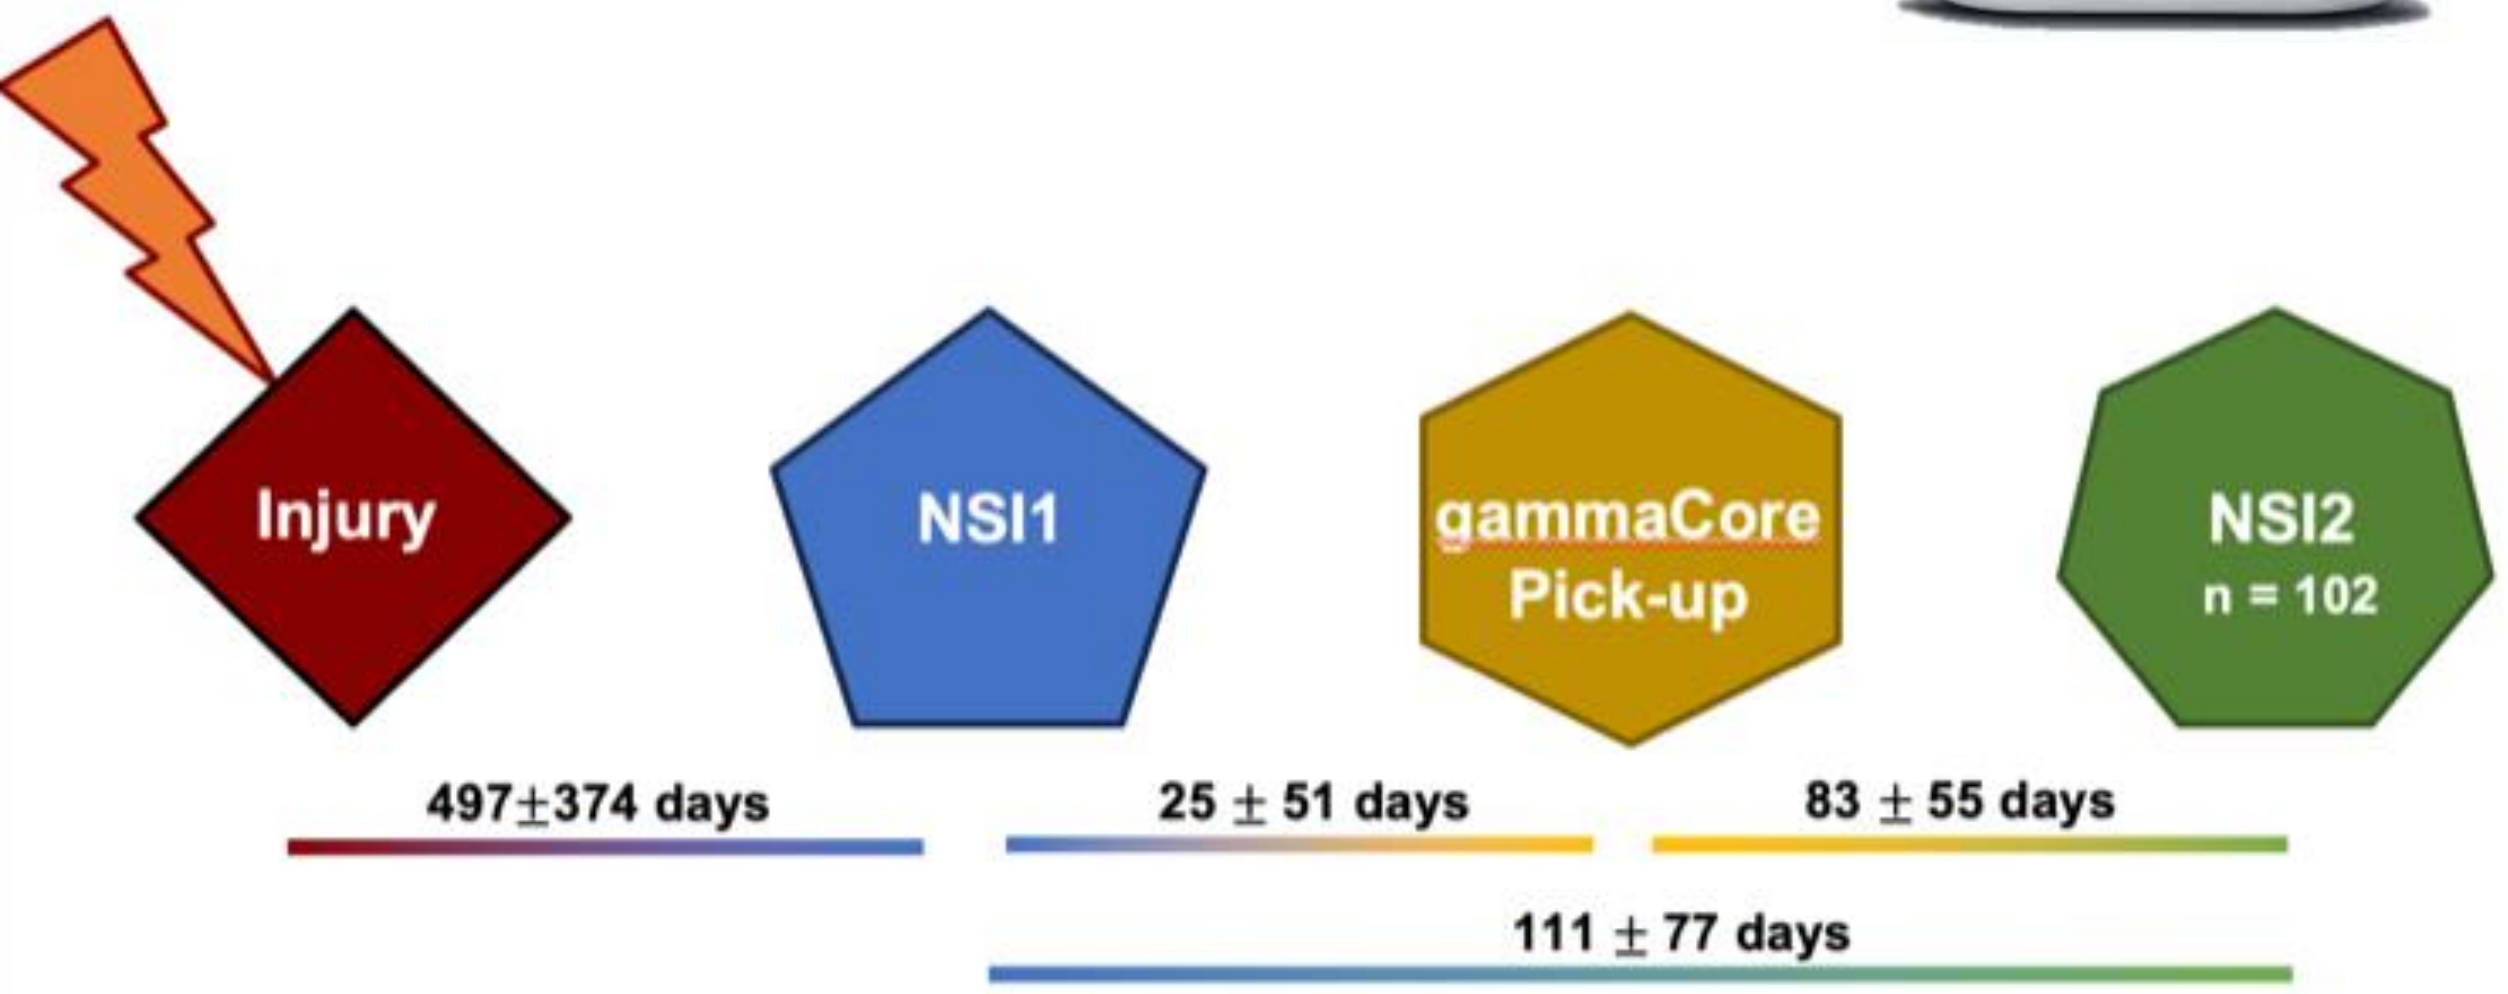 Injury
NSI1
gammaCore
Pick-up
NSI2
n = 102
497±374 days
25 ± 51 days
83 ± 55 days
111 ± 77 days